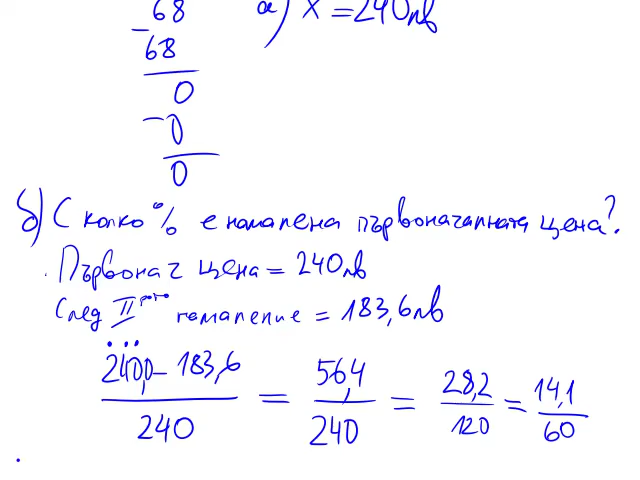 68
а) x = 240лв
− 68
0
− 0
0
б) С колко % е намалена първоначалната цена?
Първонач цена = 240лв
След II рото намаление = 183,6лв
240,0 − 183,6 / 240 = 56,4 / 240 = 28,2 / 120 = 14,1 / 60